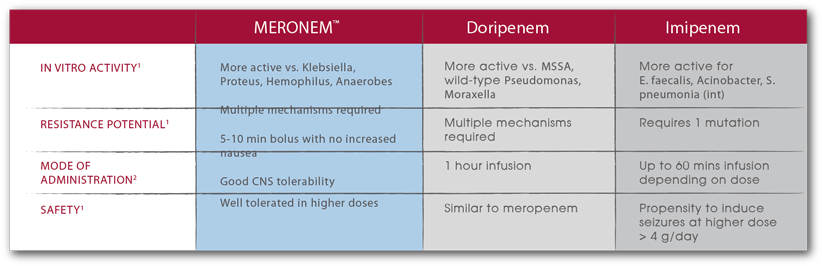 MERONEM™
Doripenem
Imipenem
IN VITRO ACTIVITY¹
More active vs. Klebsiella,
Proteus, Hemophilus, Anaerobes
More active vs. MSSA,
wild-type Pseudomonas,
Moraxella
More active for
E. faecalis, Acinobacter, S.
pneumonia (int)
RESISTANCE POTENTIAL¹
Multiple mechanisms required
Multiple mechanisms
required
Requires 1 mutation
MODE OF
ADMINISTRATION²
5-10 min bolus with no increased
nausea
1 hour infusion
Up to 60 mins infusion
depending on dose
SAFETY¹
Good CNS tolerability
Well tolerated in higher doses
Similar to meropenem
Propensity to induce
seizures at higher dose
> 4 g/day